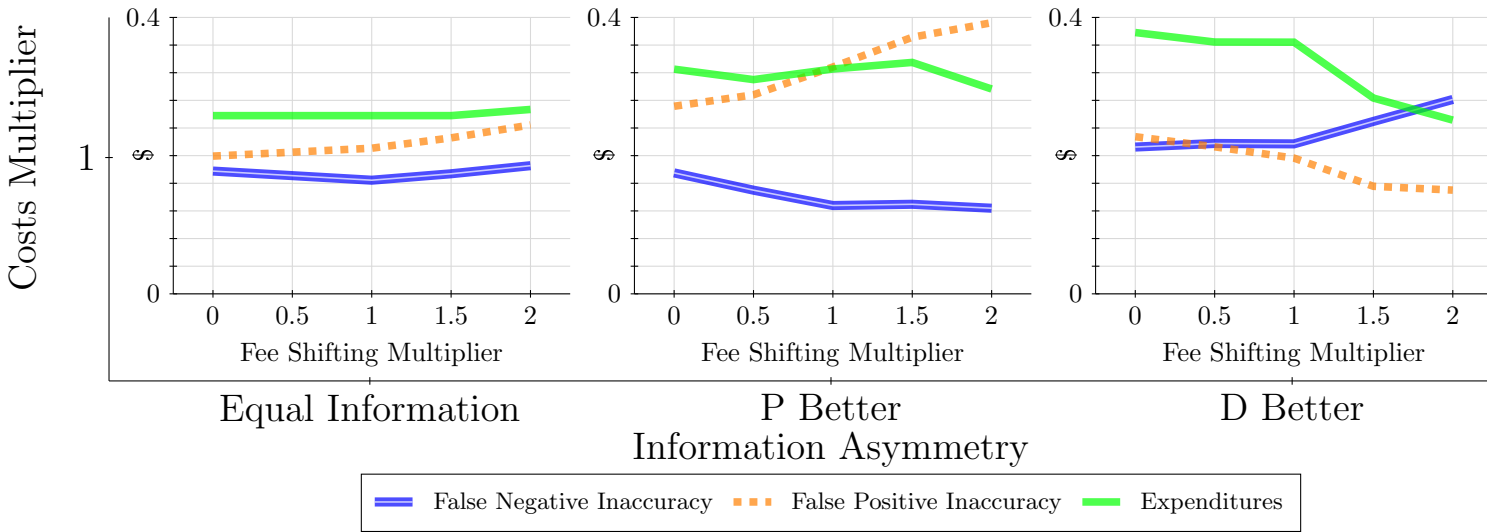 Costs Multiplier
1
0.4
$
0
0 0.5 1 1.5 2
Fee Shifting Multiplier
0.4
$
0
0 0.5 1 1.5 2
Fee Shifting Multiplier
0.4
$
0
0 0.5 1 1.5 2
Fee Shifting Multiplier
Equal Information P Better D Better
Information Asymmetry
False Negative Inaccuracy False Positive Inaccuracy Expenditures